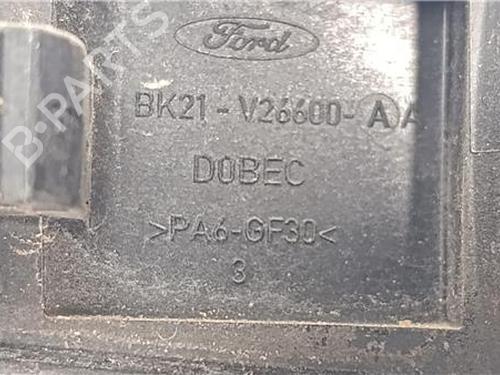 Ford
BK21-V26600-AA
DOBEC
>PA6-GF30<
3
B-PARTS